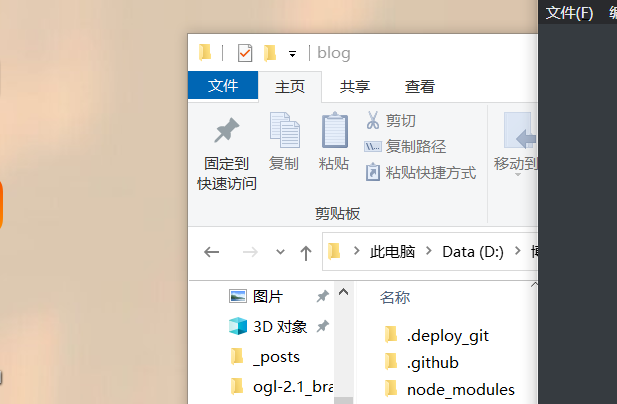 blog
文件(F)
文件 主页 共享 查看
固定到快速访问
复制
粘贴
剪切
复制路径
粘贴快捷方式
移动到
剪贴板
此电脑 Data (D:)
图片
3D 对象
_posts
ogl-2.1_bra
名称
.deploy_git
.github
node_modules